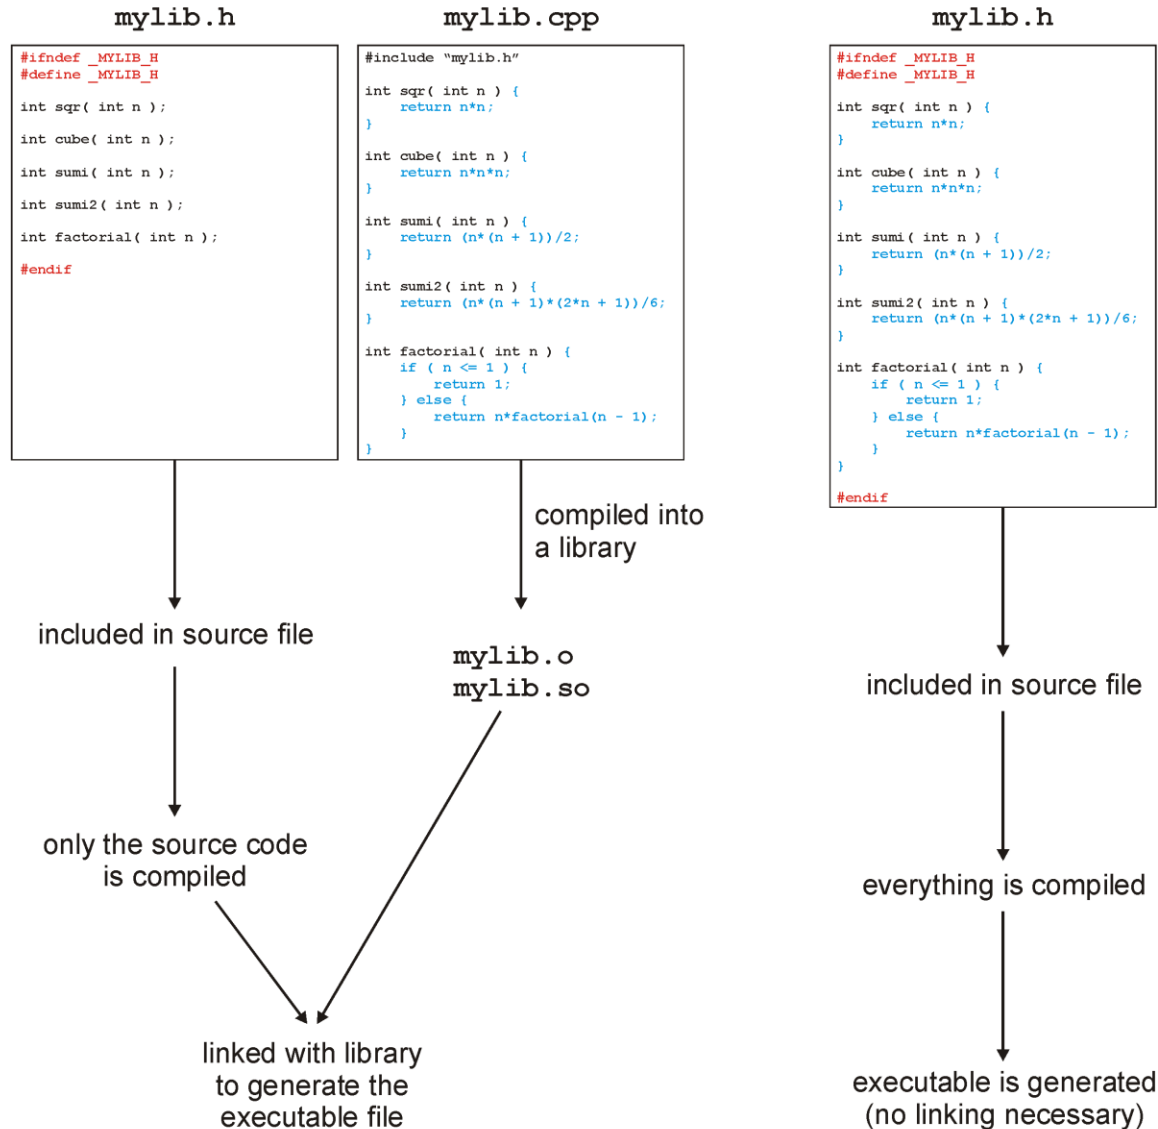 mylib.h
#ifndef _MYLIB_H
#define _MYLIB_H
int sqr( int n );
int cube( int n );
int sumi( int n );
int sumi2( int n );
int factorial( int n );
#endif
included in source file
only the source code
is compiled
mylib.cpp
#include “mylib.h”
int sqr( int n ) {
return n*n;
}
int cube( int n ) {
return n*n*n;
}
int sumi( int n ) {
return (n*(n + 1))/2;
}
int sumi2( int n ) {
return (n*(n + 1)*(2*n + 1))/6;
}
int factorial( int n ) {
if ( n <= 1 ) {
return 1;
} else {
return n*factorial(n - 1);
}
}
compiled into
a library
mylib.o
mylib.so
linked with library
to generate the
executable file
mylib.h
#ifndef _MYLIB_H
#define _MYLIB_H
int sqr( int n ) {
return n*n;
}
int cube( int n ) {
return n*n*n;
}
int sumi( int n ) {
return (n*(n + 1))/2;
}
int sumi2( int n ) {
return (n*(n + 1)*(2*n + 1))/6;
}
int factorial( int n ) {
if ( n <= 1 ) {
return 1;
} else {
return n*factorial(n - 1);
}
}
#endif
included in source file
everything is compiled
executable is generated
(no linking necessary)